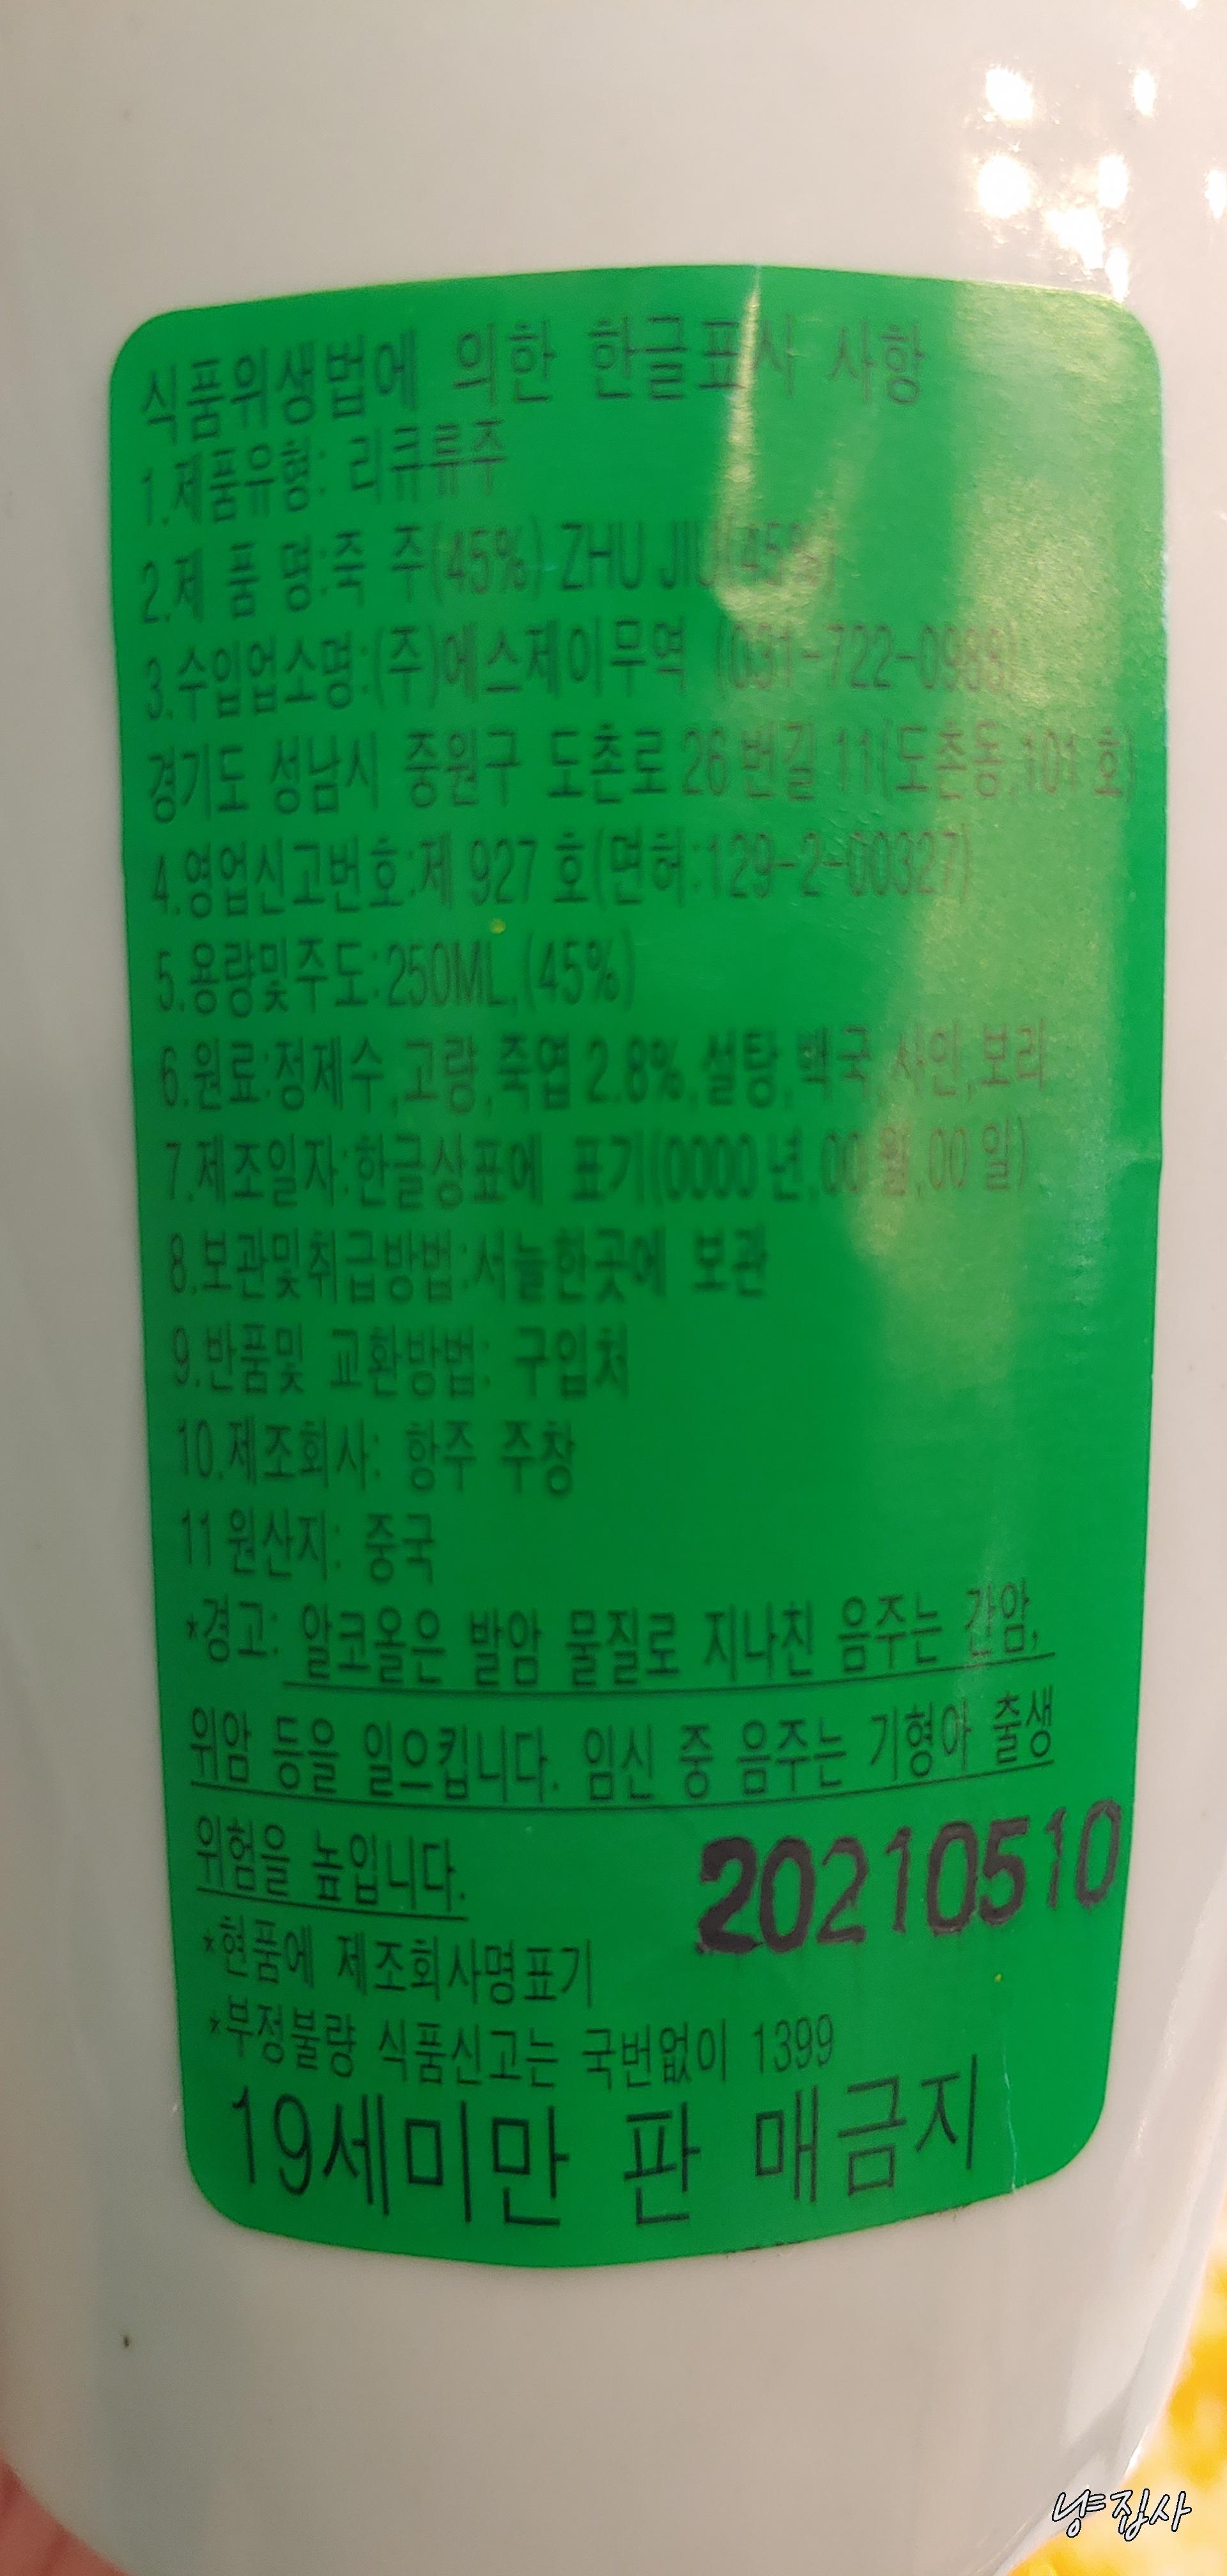 식품위생법에 의한 한글표시 사항
1.제품유형: 리큐류주
2.제 품 명:죽 주(45%) ZHU JIU(45%)
3.수입업소명:(주)에스제이무역 (031-722-0988)
경기도 성남시 중원구 도촌로 26 번길 11(도촌동,101 호)
4.영업신고번호:제 927 호(면허:129-2-00327)
5.용량및주도:250ML,(45%)
6.원료:정제수,고량,죽엽 2.8%,설탕,백국,사인,보리
7.제조일자:한글상표에 표기(0000 년,00 월,00 일)
8.보관및취급방법:서늘한곳에 보관
9.반품및 교환방법: 구입처
10.제조회사: 항주 주창
11 원산지: 중국
*경고: 알코올은 발암 물질로 지나친 음주는 간암,
위암 등을 일으킵니다. 임신 중 음주는 기형아 출생
위험을 높입니다.
20210510
*현품에 제조회사명표기
*부정불량 식품신고는 국번없이 1399
19세미만 판 매금지
냥집사